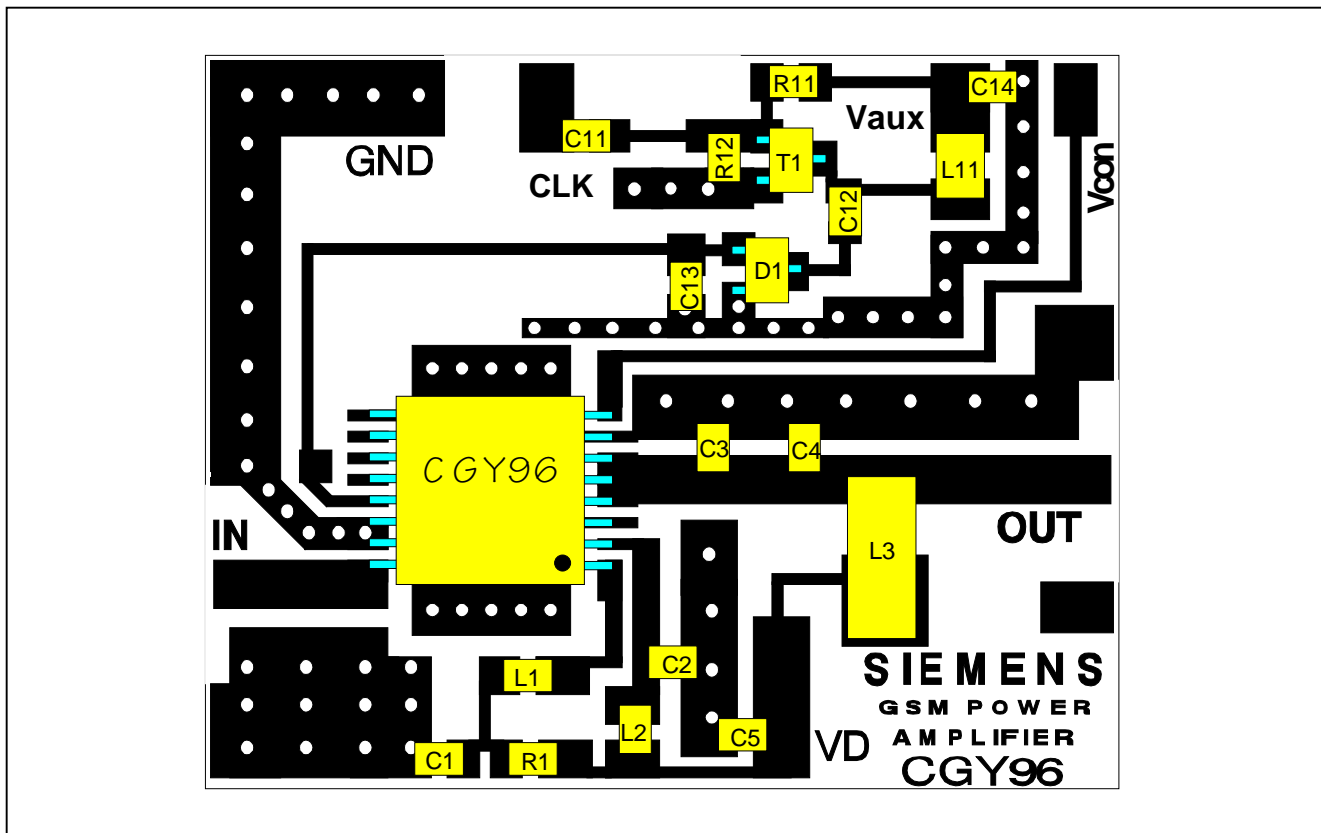 R11
C14
Vaux
C11
R12
T1
GND
L11
CLK
Vcon
C12
D1
C13
CGY96
C3
C4
IN
OUT
L3
C2
L1
SIEMENS
GSM POWER
L2
C5
VD
AMPLIFIER
C1
R1
CGY96